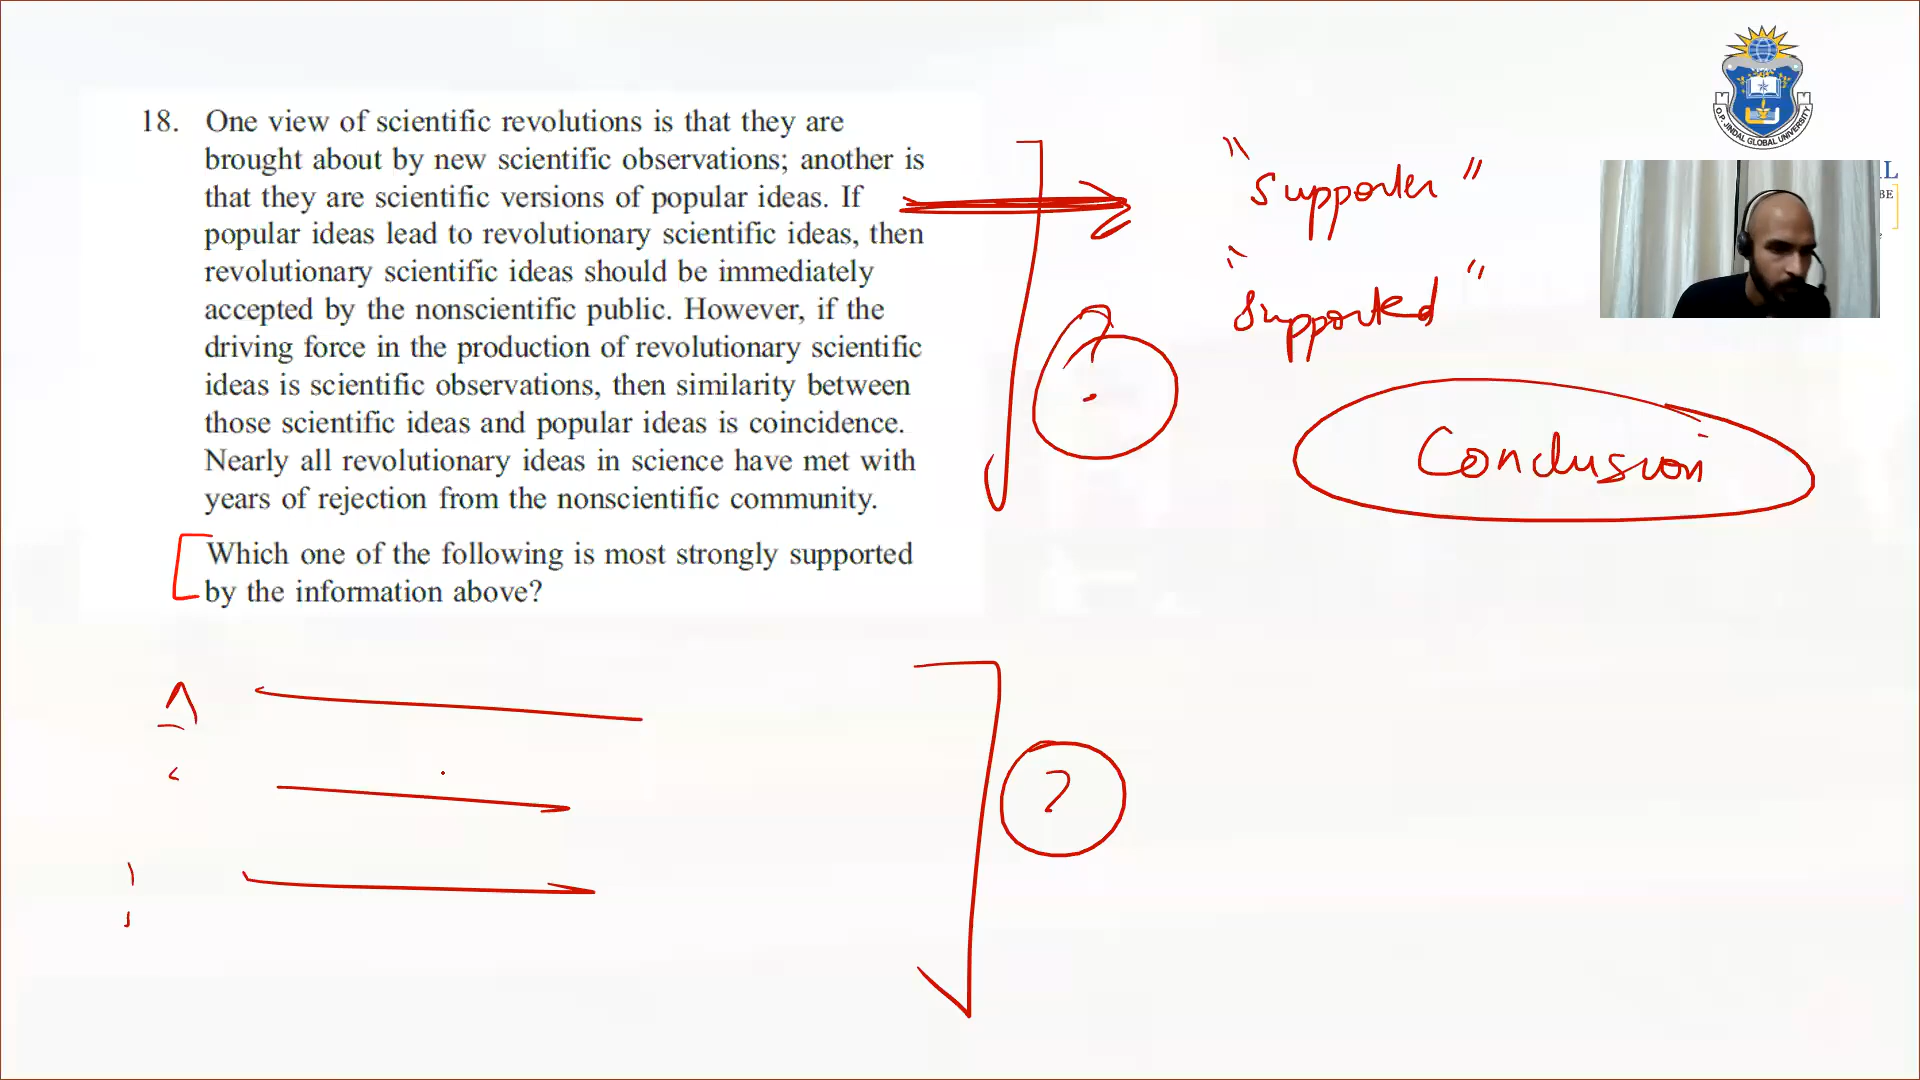 18. One view of scientific revolutions is that they are
brought about by new scientific observations; another is
that they are scientific versions of popular ideas. If
popular ideas lead to revolutionary scientific ideas, then
revolutionary scientific ideas should be immediately
accepted by the nonscientific public. However, if the
driving force in the production of revolutionary scientific
ideas is scientific observations, then similarity between
those scientific ideas and popular ideas is coincidence.
Nearly all revolutionary ideas in science have met with
years of rejection from the nonscientific community.
Which one of the following is most strongly supported
by the information above?
"Supporter"
"Supported"
?
Conclusion
?
O.P. JINDAL GLOBAL UNIVERSITY
L
BE